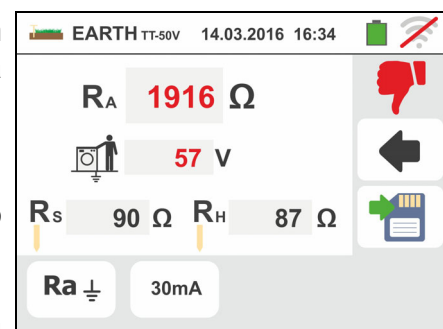 EARTH TT-50V 14.03.2016 16:34
RA 1916 Ω
57 V
RS 90 Ω RH 87 Ω
Ra 30mA